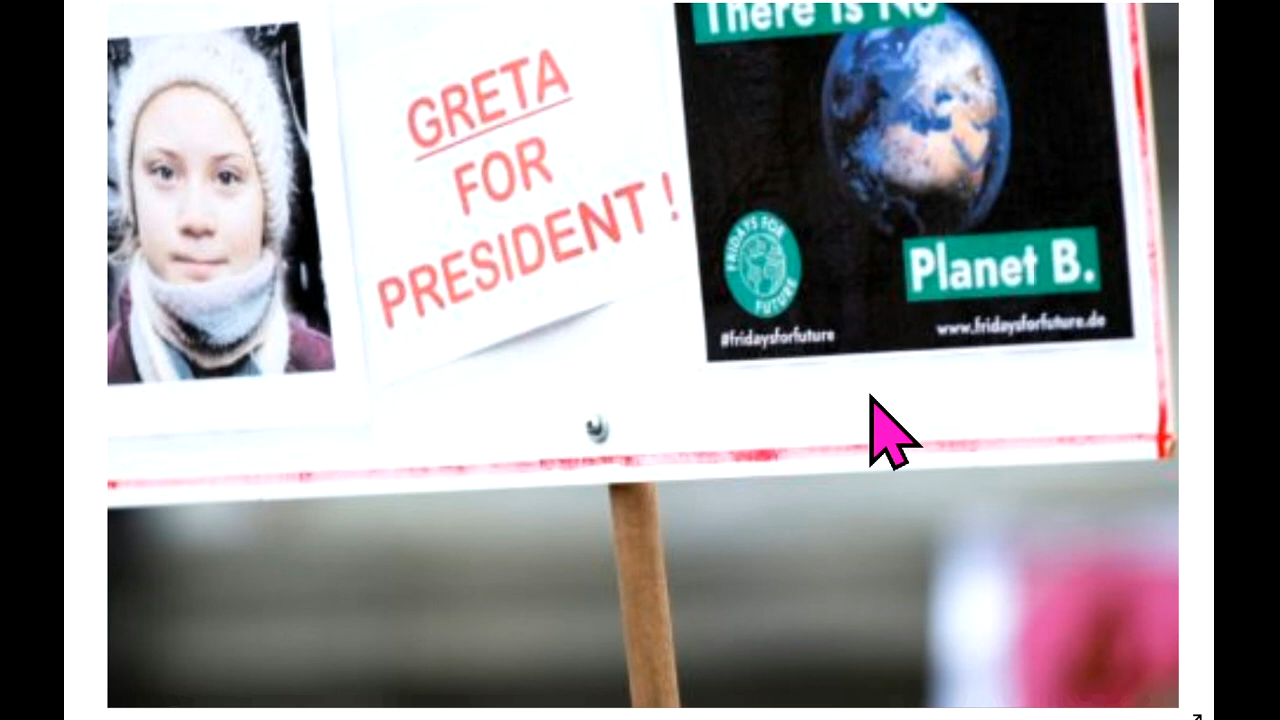 GRETA
FOR
PRESIDENT !
There is No
Planet B.
FRIDAYS FOR
FUTURE
#fridaysforfuture
www.fridaysforfuture.de